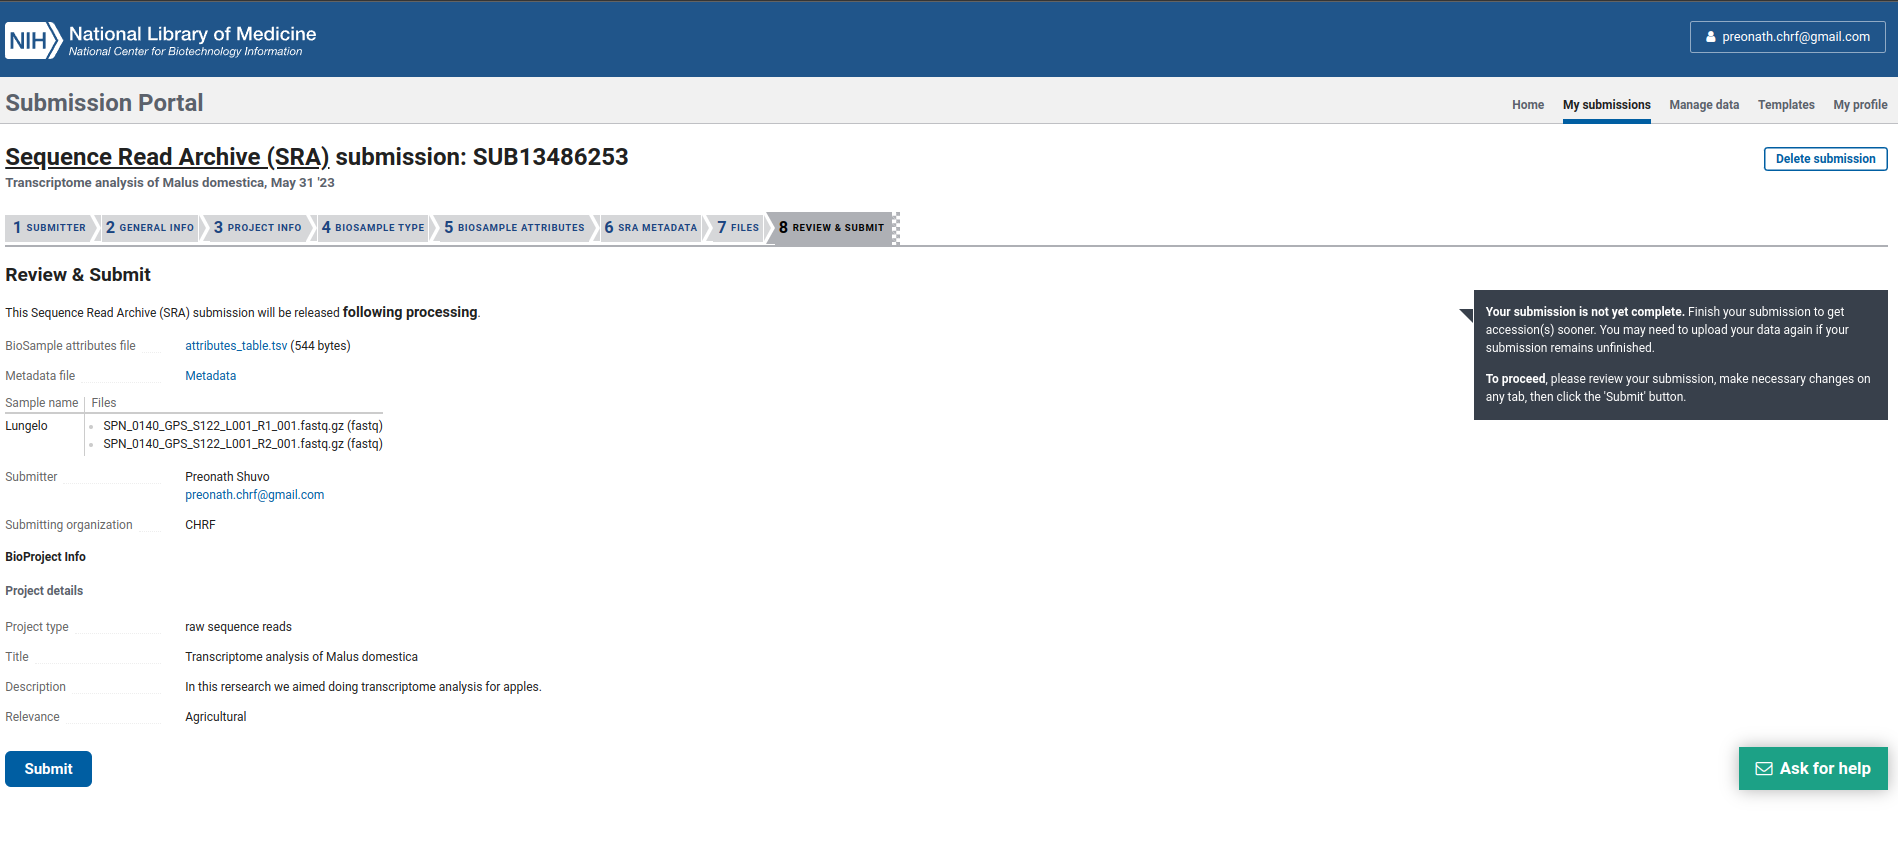 NIH National Library of Medicine
National Center for Biotechnology Information
preonath.chrf@gmail.com
Submission Portal
Home My submissions Manage data Templates My profile
Sequence Read Archive (SRA) submission: SUB13486253
Delete submission
Transcriptome analysis of Malus domestica, May 31 '23
1 SUBMITTER 2 GENERAL INFO 3 PROJECT INFO 4 BIOSAMPLE TYPE 5 BIOSAMPLE ATTRIBUTES 6 SRA METADATA 7 FILES 8 REVIEW & SUBMIT
Review & Submit
This Sequence Read Archive (SRA) submission will be released following processing.
Your submission is not yet complete. Finish your submission to get
accession(s) sooner. You may need to upload your data again if your
submission remains unfinished.
To proceed, please review your submission, make necessary changes on
any tab, then click the 'Submit' button.
BioSample attributes file attributes_table.tsv (544 bytes)
Metadata file Metadata
Sample name Files
Lungelo SPN_0140_GPS_S122_L001_R1_001.fastq.gz (fastq)
SPN_0140_GPS_S122_L001_R2_001.fastq.gz (fastq)
Submitter Preonath Shuvo
preonath.chrf@gmail.com
Submitting organization CHRF
BioProject Info
Project details
Project type raw sequence reads
Title Transcriptome analysis of Malus domestica
Description In this rersearch we aimed doing transcriptome analysis for apples.
Relevance Agricultural
Submit
Ask for help